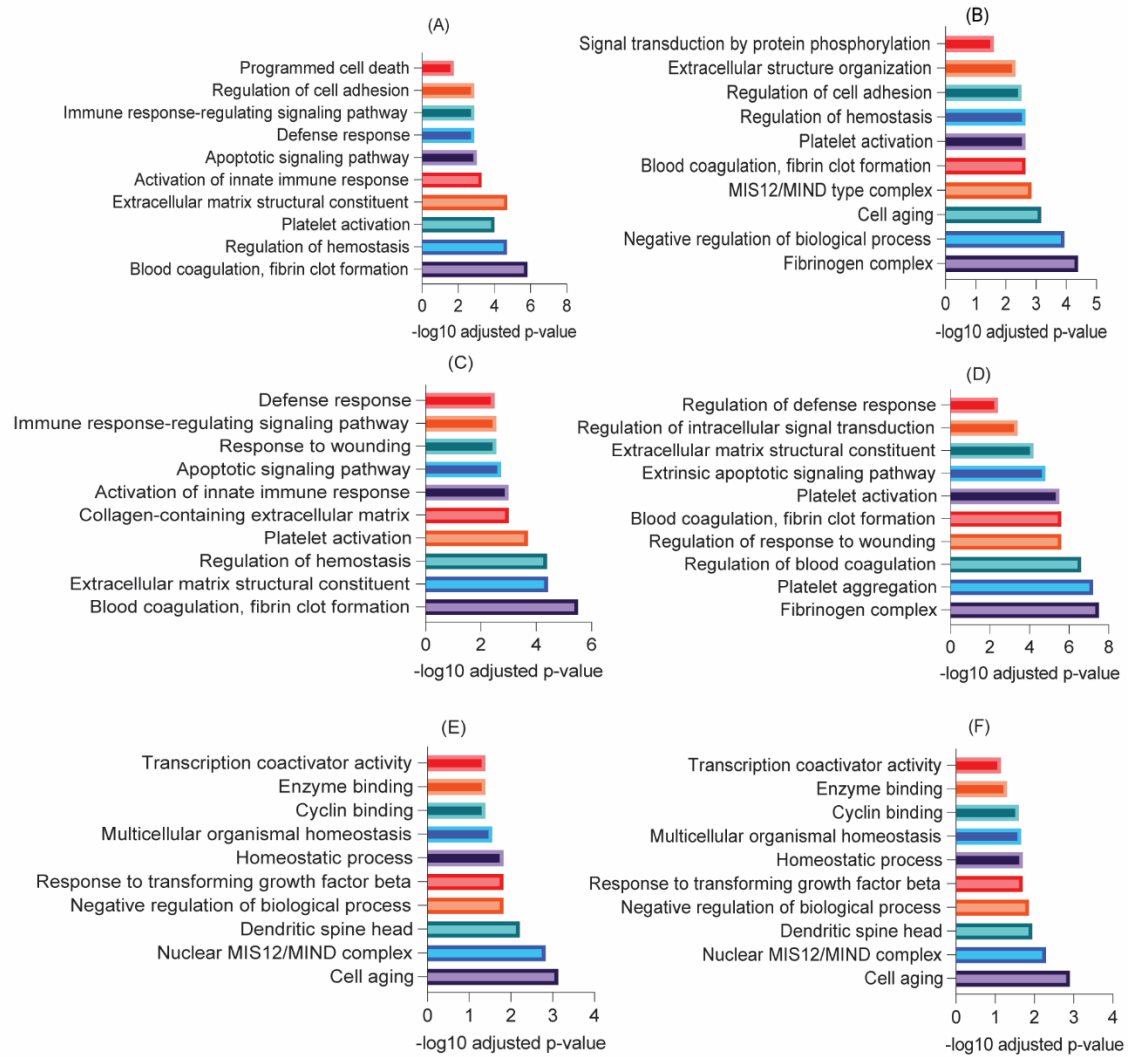 (A)
Programmed cell death
Regulation of cell adhesion
Immune response-regulating signaling pathway
Defense response
Apoptotic signaling pathway
Activation of innate immune response
Extracellular matrix structural constituent
Platelet activation
Regulation of hemostasis
Blood coagulation, fibrin clot formation
0 2 4 6 8
-log10 adjusted p-value
(B)
Signal transduction by protein phosphorylation
Extracellular structure organization
Regulation of cell adhesion
Regulation of hemostasis
Platelet activation
Blood coagulation, fibrin clot formation
MIS12/MIND type complex
Cell aging
Negative regulation of biological process
Fibrinogen complex
0 1 2 3 4 5
-log10 adjusted p-value
(C)
Defense response
Immune response-regulating signaling pathway
Response to wounding
Apoptotic signaling pathway
Activation of innate immune response
Collagen-containing extracellular matrix
Platelet activation
Regulation of hemostasis
Extracellular matrix structural constituent
Blood coagulation, fibrin clot formation
0 2 4 6
-log10 adjusted p-value
(D)
Regulation of defense response
Regulation of intracellular signal transduction
Extracellular matrix structural constituent
Extrinsic apoptotic signaling pathway
Platelet activation
Blood coagulation, fibrin clot formation
Regulation of response to wounding
Regulation of blood coagulation
Platelet aggregation
Fibrinogen complex
0 2 4 6 8
-log10 adjusted p-value
(E)
Transcription coactivator activity
Enzyme binding
Cyclin binding
Multicellular organismal homeostasis
Homeostatic process
Response to transforming growth factor beta
Negative regulation of biological process
Dendritic spine head
Nuclear MIS12/MIND complex
Cell aging
0 1 2 3 4
-log10 adjusted p-value
(F)
Transcription coactivator activity
Enzyme binding
Cyclin binding
Multicellular organismal homeostasis
Homeostatic process
Response to transforming growth factor beta
Negative regulation of biological process
Dendritic spine head
Nuclear MIS12/MIND complex
Cell aging
0 1 2 3 4
-log10 adjusted p-value